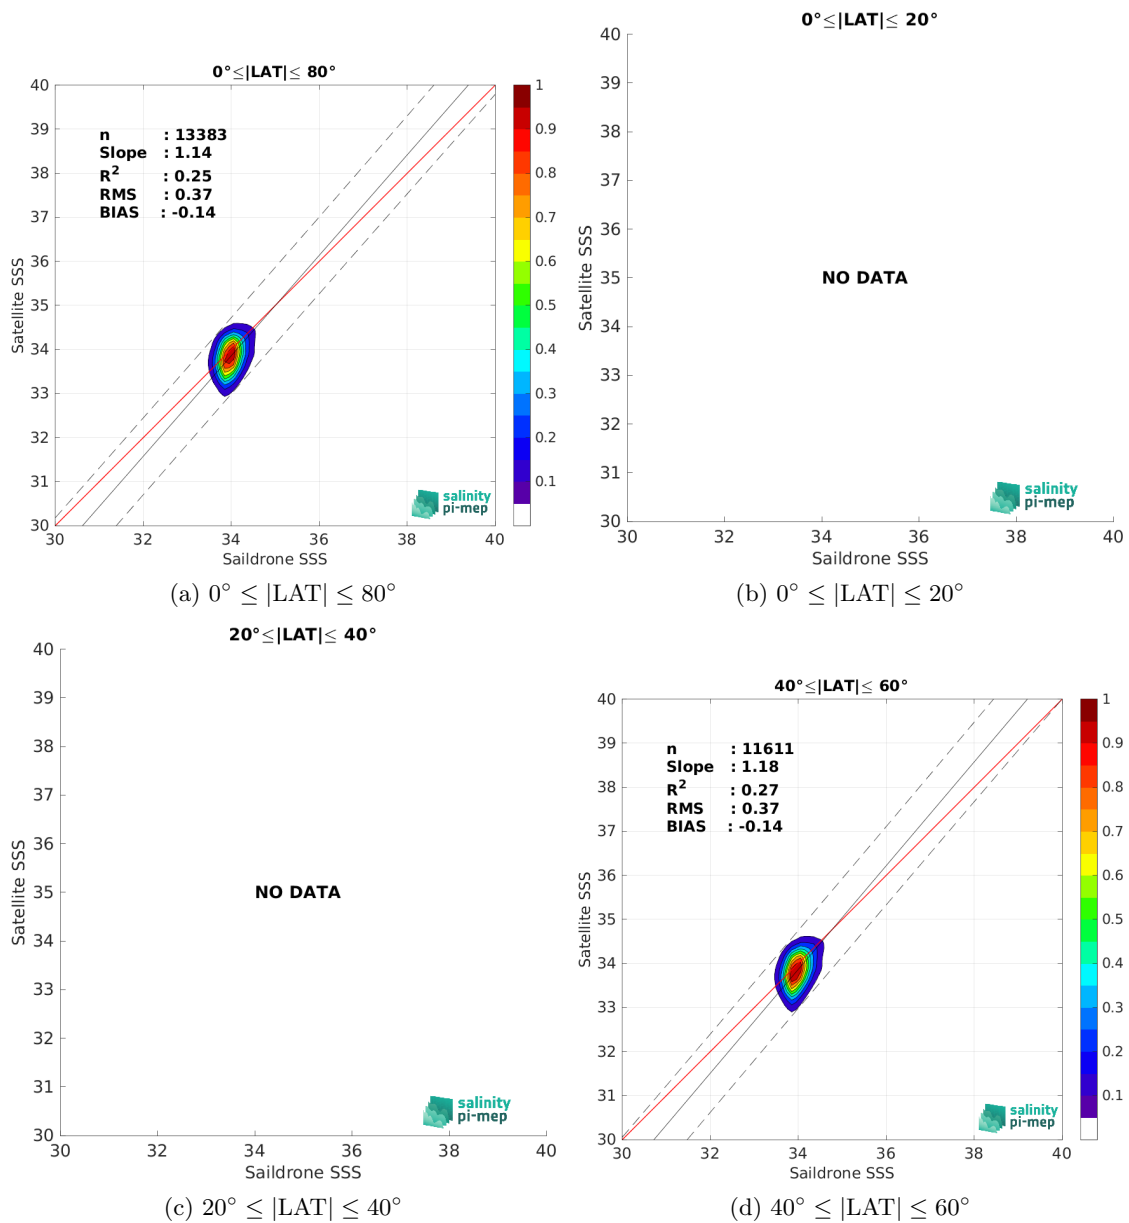 0°≤|LAT|≤ 80°
40
39
38
37
36
35
34
33
32
31
30
n : 13383
Slope : 1.14
R2 : 0.25
RMS : 0.37
BIAS : -0.14
1
0.9
0.8
0.7
0.6
0.5
0.4
0.3
0.2
0.1
Satellite SSS
salinity
pi-mep
30 32 34 36 38 40
Saildrone SSS
(a) 0° ≤ |LAT| ≤ 80°
0°≤|LAT|≤ 20°
40
39
38
37
36
35
34
33
32
31
30
Satellite SSS
NO DATA
salinity
pi-mep
30 32 34 36 38 40
Saildrone SSS
(b) 0° ≤ |LAT| ≤ 20°
20°≤|LAT|≤ 40°
40
39
38
37
36
35
34
33
32
31
30
Satellite SSS
NO DATA
salinity
pi-mep
30 32 34 36 38 40
Saildrone SSS
(c) 20° ≤ |LAT| ≤ 40°
40°≤|LAT|≤ 60°
40
39
38
37
36
35
34
33
32
31
30
n : 11611
Slope : 1.18
R2 : 0.27
RMS : 0.37
BIAS : -0.14
1
0.9
0.8
0.7
0.6
0.5
0.4
0.3
0.2
0.1
Satellite SSS
salinity
pi-mep
30 32 34 36 38 40
Saildrone SSS
(d) 40° ≤ |LAT| ≤ 60°